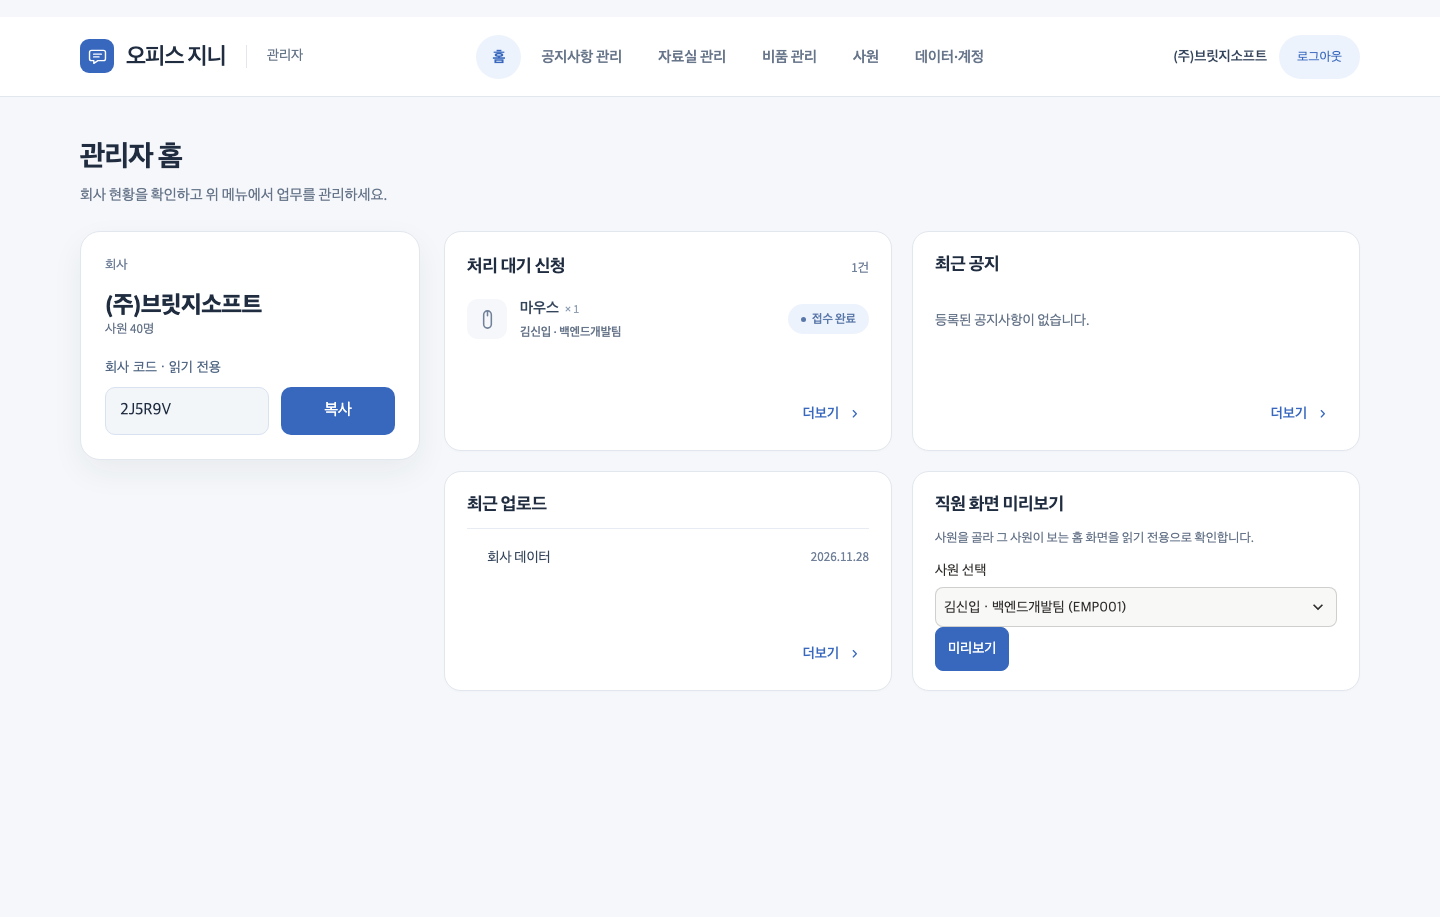 오피스 지니
관리자
홈
공지사항 관리
자료실 관리
비품 관리
사원
데이터·계정
(주)브릿지소프트
로그아웃
관리자 홈
회사 현황을 확인하고 위 메뉴에서 업무를 관리하세요.
회사
(주)브릿지소프트
사원 40명
회사 코드 · 읽기 전용
2J5R9V
복사
처리 대기 신청
1건
마우스 × 1
김신입 · 백엔드개발팀
접수 완료
더보기
최근 공지
등록된 공지사항이 없습니다.
더보기
최근 업로드
회사 데이터
2026.11.28
더보기
직원 화면 미리보기
사원을 골라 그 사원이 보는 홈 화면을 읽기 전용으로 확인합니다.
사원 선택
김신입 · 백엔드개발팀 (EMP001)
미리보기